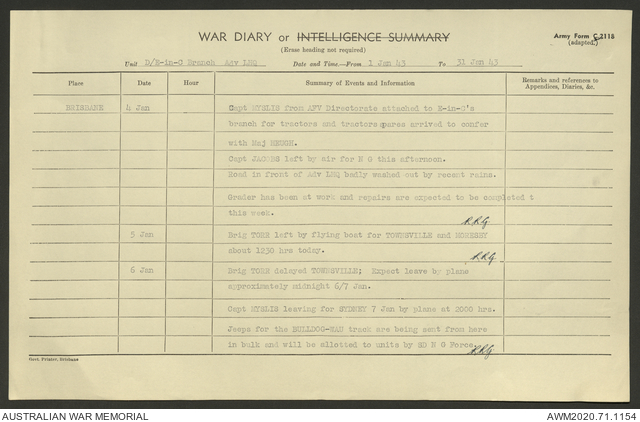 WAR DIARY or INTELLIGENCE SUMMARY
Army Form C.2118
(adapted.)
(Erase heading not required)
Unit D/E-in-C Branch Adv LHQ Date and Time.—From 1 Jan 43 To 31 Jan 43
Place Date Hour Summary of Events and Information Remarks and references to Appendices, Diaries, &c.
BRISBANE 4 Jan Capt from AFV Directorate attached to E-in-C's
branch for tractors and tractor spares arrived to confer
with Maj KEOGH.
Capt JACOBS left by air for N G this afternoon.
Road in front of Adv LHQ badly washed out by recent rains.
Grader has been at work and repairs are expected to be completed t
this week.
RRG
5 Jan Brig TORR left by flying boat for TOWNSVILLE and MORESBY
about 1230 hrs today.
RRG
6 Jan Brig TORR delayed TOWNSVILLE; Expect leave by plane
approximately midnight 6/7 Jan.
Capt leaving for SYDNEY 7 Jan by plane at 2000 hrs.
Jeeps for the BULLDOG-WAU track are being sent from here
in bulk and will be allotted to units by HQ N G Force.
RRG
Govt. Printer, Brisbane
AUSTRALIAN WAR MEMORIAL
AWM2020.71.1154